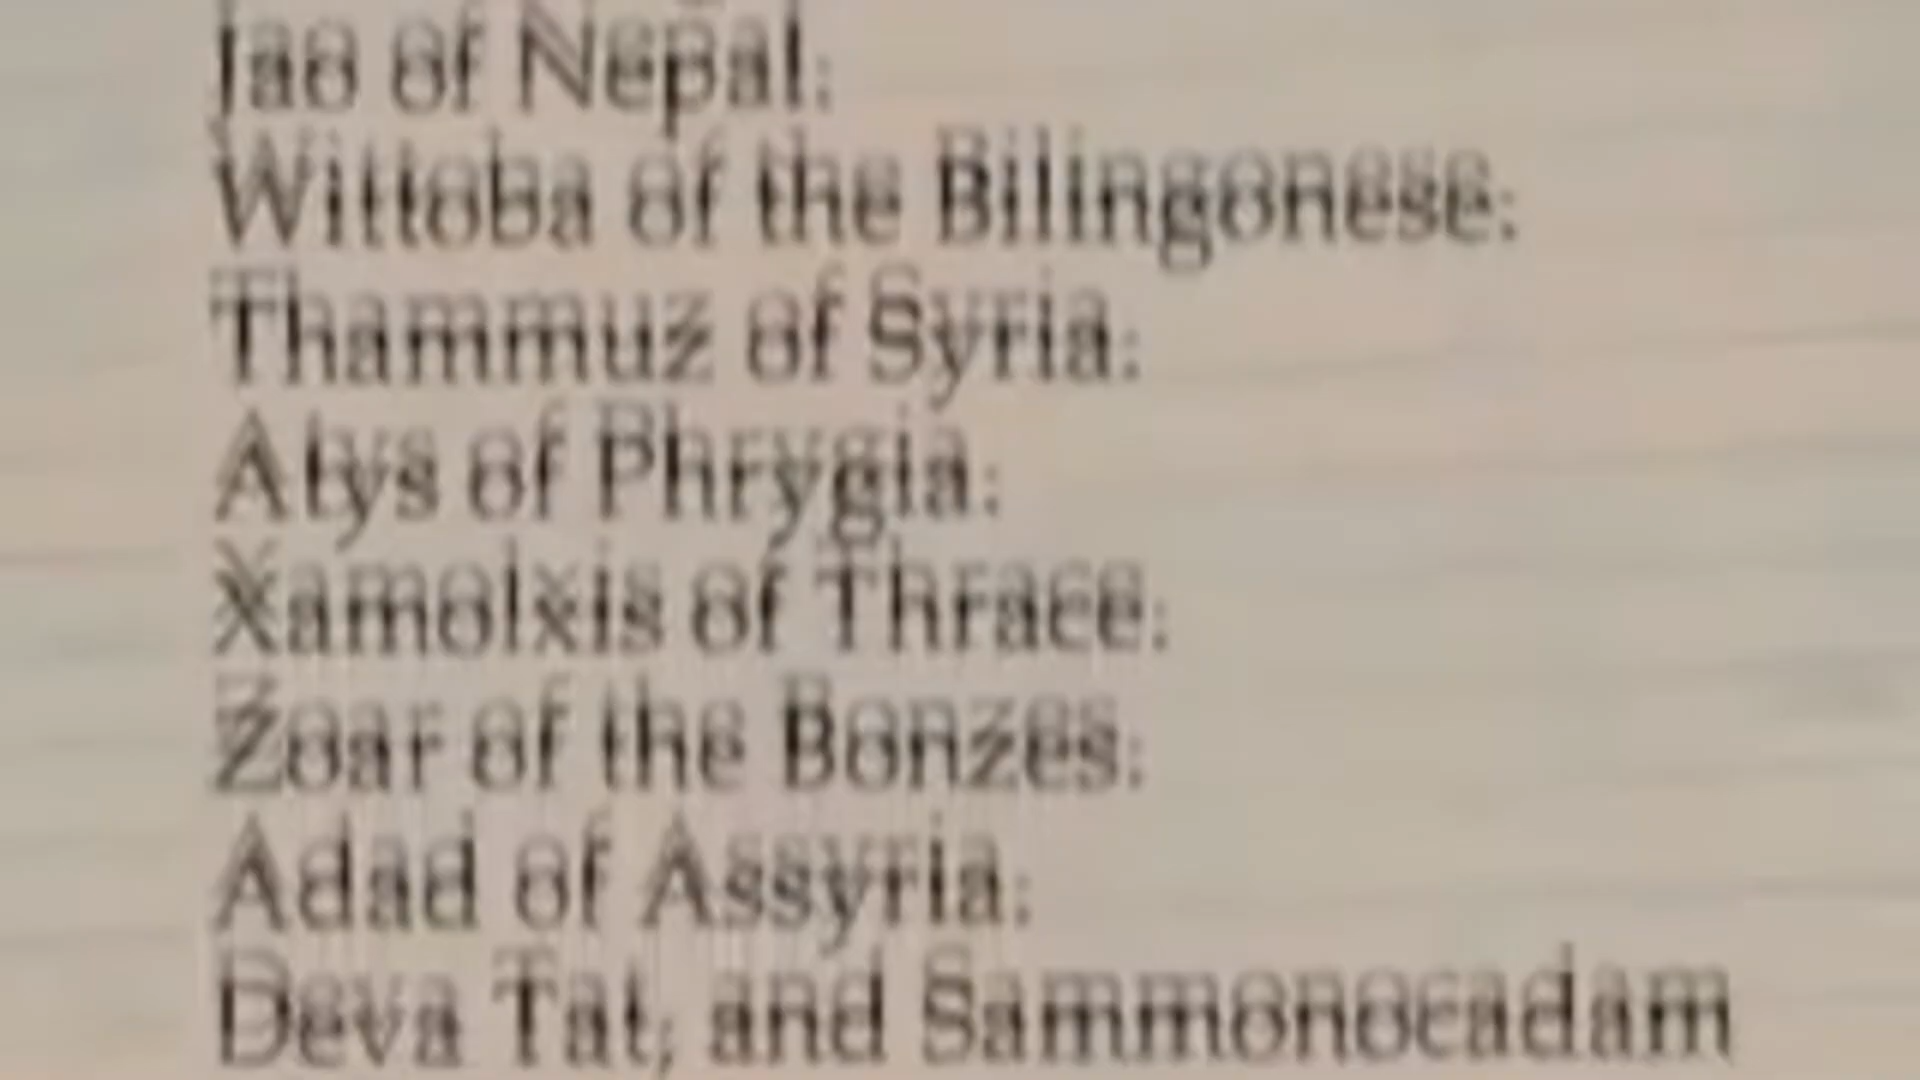 Jao of Nepal.
Wittoba of the Bilingonese.
Thammuz of Syria.
Atys of Phrygia.
Xamolxis of Thrace.
Zoar of the Bonzes.
Adad of Assyria.
Deva Tat, and Sammonocadam